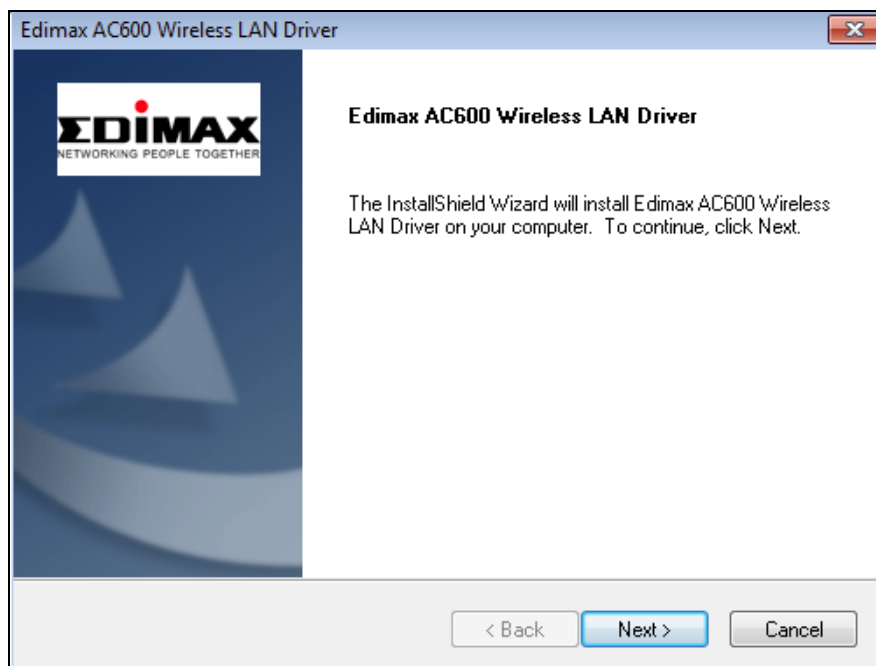 Edimax AC600 Wireless LAN Driver
EDIMAX
NETWORKING PEOPLE TOGETHER
Edimax AC600 Wireless LAN Driver
The InstallShield Wizard will install Edimax AC600 Wireless
LAN Driver on your computer.  To continue, click Next.
< Back
Next >
Cancel